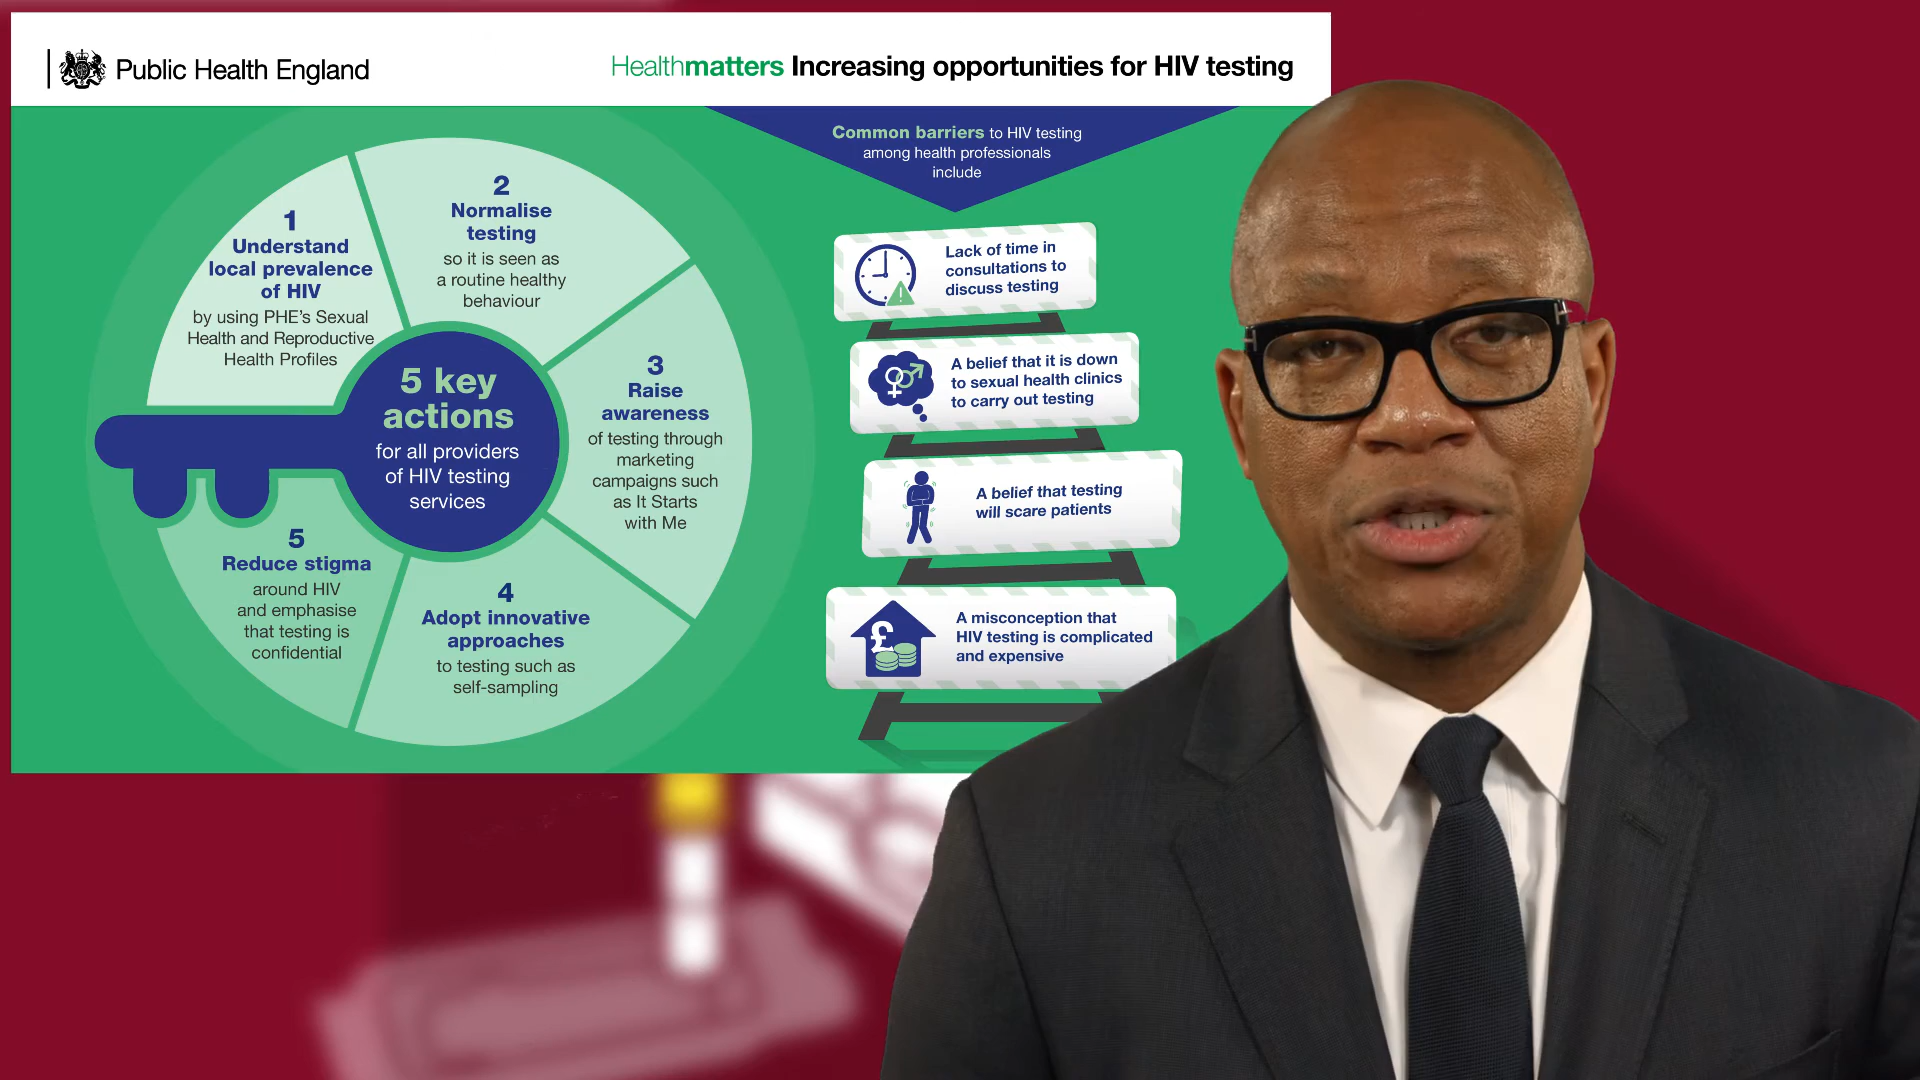 Public Health England
Healthmatters Increasing opportunities for HIV testing
1
Understand
local prevalence
of HIV
by using PHE's Sexual
Health and Reproductive
Health Profiles
2
Normalise
testing
so it is seen as
a routine healthy
behaviour
3
Raise
awareness
of testing through
marketing
campaigns such
as It Starts
with Me
4
Adopt innovative
approaches
to testing such as
self-sampling
5
Reduce stigma
around HIV
and emphasise
that testing is
confidential
5 key
actions
for all providers
of HIV testing
services
Common barriers to HIV testing
among health professionals
include
Lack of time in
consultations to
discuss testing
A belief that it is down
to sexual health clinics
to carry out testing
A belief that testing
will scare patients
£
A misconception that
HIV testing is complicated
and expensive